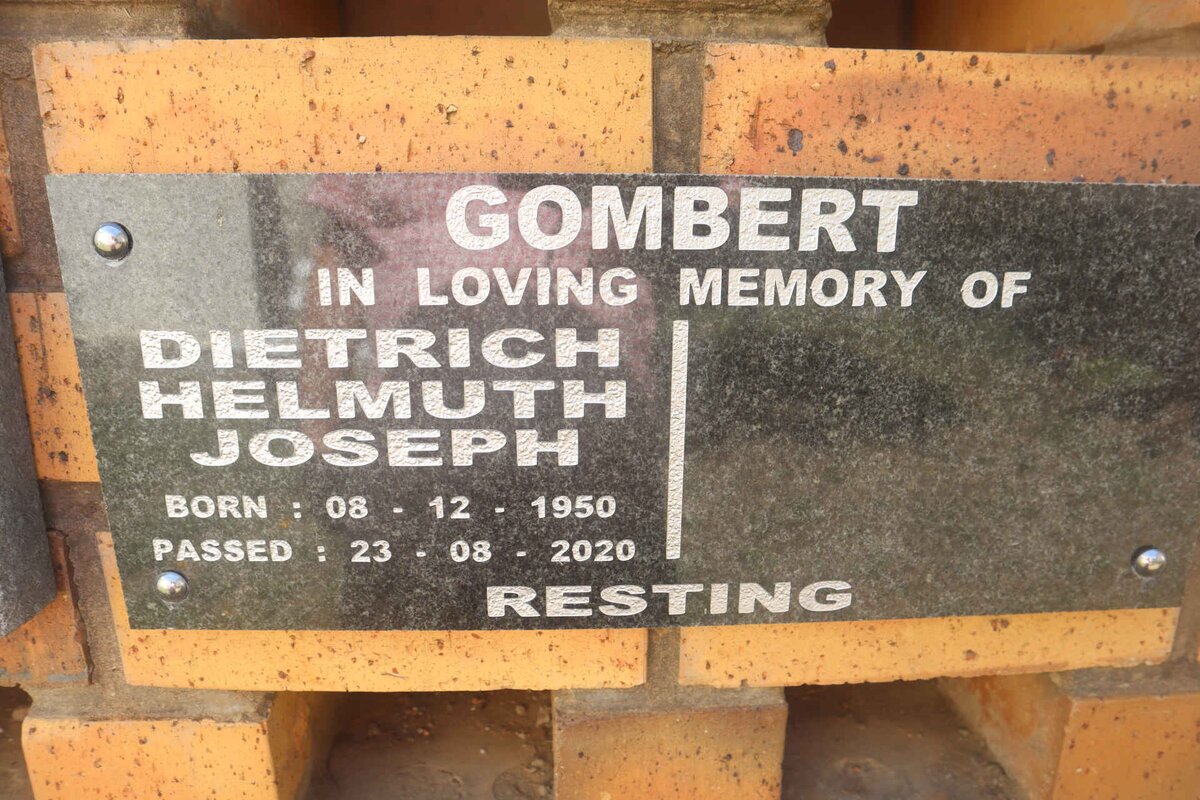 GOMBERT
IN LOVING MEMORY OF
DIETRICH
HELMUTH
JOSEPH
BORN : 08 - 12 - 1950
PASSED : 23 - 08 - 2020
RESTING